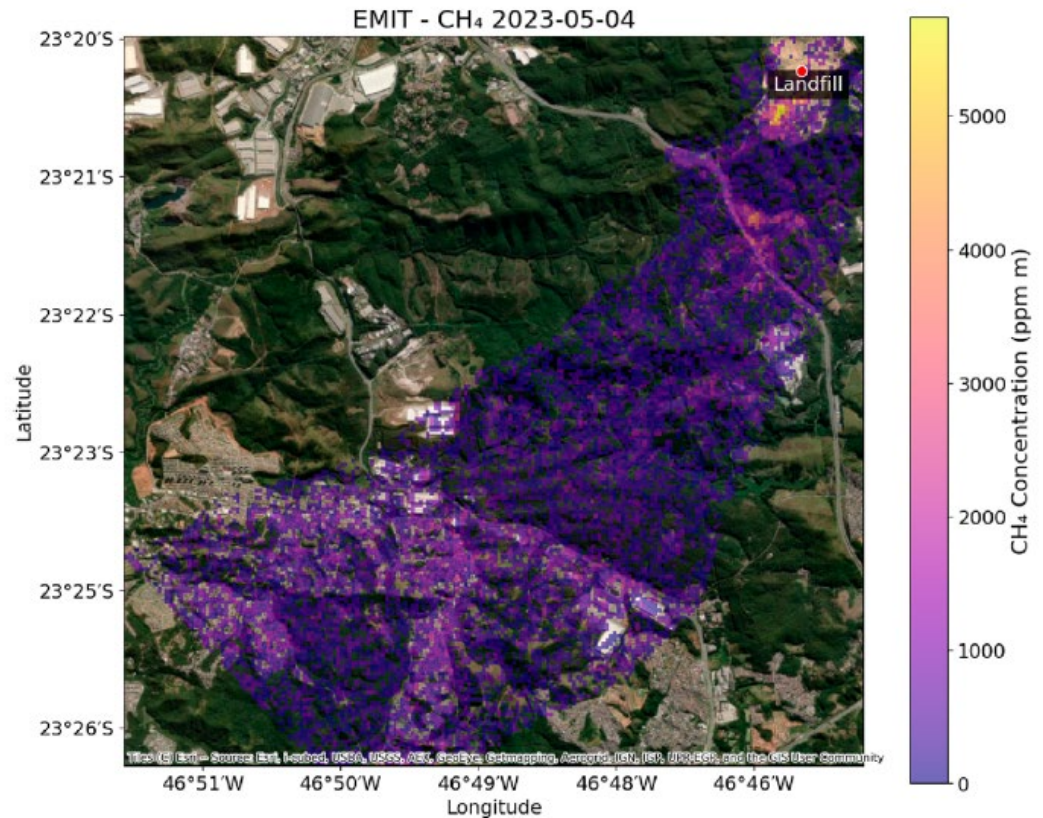 EMIT - CH₄ 2023-05-04
23°20′S
23°21′S
23°22′S
23°23′S
23°25′S
23°26′S
Latitude
Landfill
Tiles (C) Esri -- Source: Esri, i-cubed, USDA, USGS, AEX, GeoEye, Getmapping, Aerogrid, IGN, IGP, UPR-EGP, and the GIS User Community
46°51′W
46°50′W
46°49′W
46°48′W
46°46′W
Longitude
5000
4000
3000
2000
1000
0
CH₄ Concentration (ppm m)